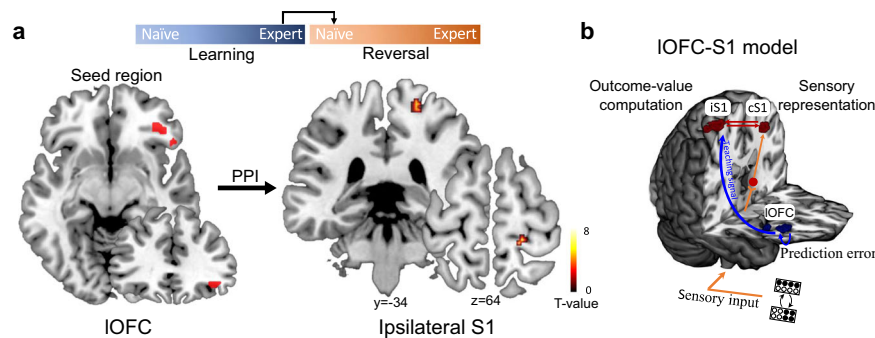 a
Naïve Expert Naïve Expert
Learning Reversal
Seed region
PPI
t
8
0
T-value
y=-34 z=64
lOFC
Ipsilateral S1
b
lOFC-S1 model
Outcome-value
computation
Sensory
representation
iS1 cS1
Teaching signal
lOFC
Prediction error
Sensory input